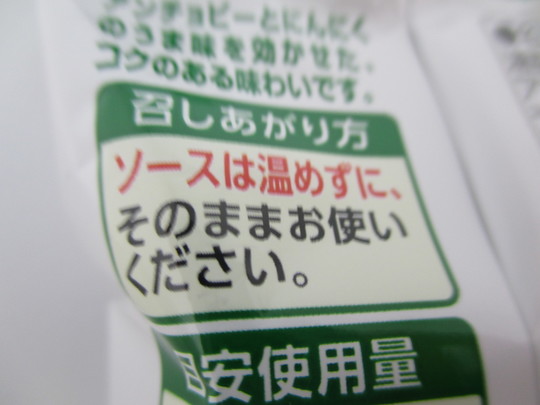 アンチョビーとにんにく
のうま味を効かせた、
コクのある味わいです。
召しあがり方
ソースは温めずに、
そのままお使い
ください。
目安使用量